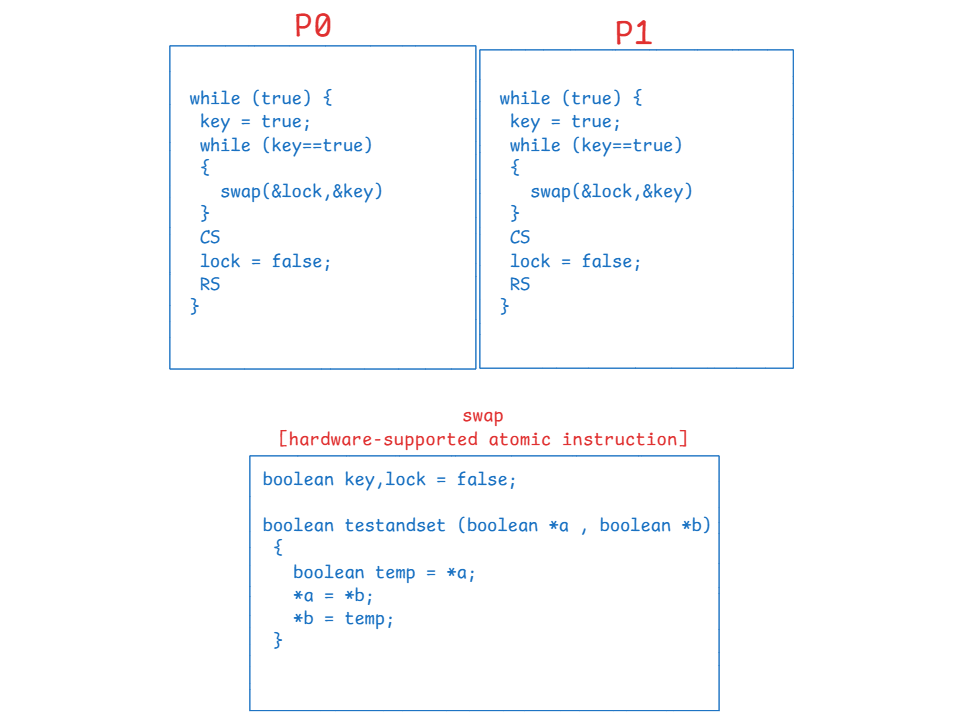 P0
while (true) {
key = true;
while (key==true)
{
swap(&lock,&key)
}
CS
lock = false;
RS
}
P1
while (true) {
key = true;
while (key==true)
{
swap(&lock,&key)
}
CS
lock = false;
RS
}
swap
[hardware-supported atomic instruction]
boolean key,lock = false;
boolean testandset (boolean *a , boolean *b)
{
boolean temp = *a;
*a = *b;
*b = temp;
}